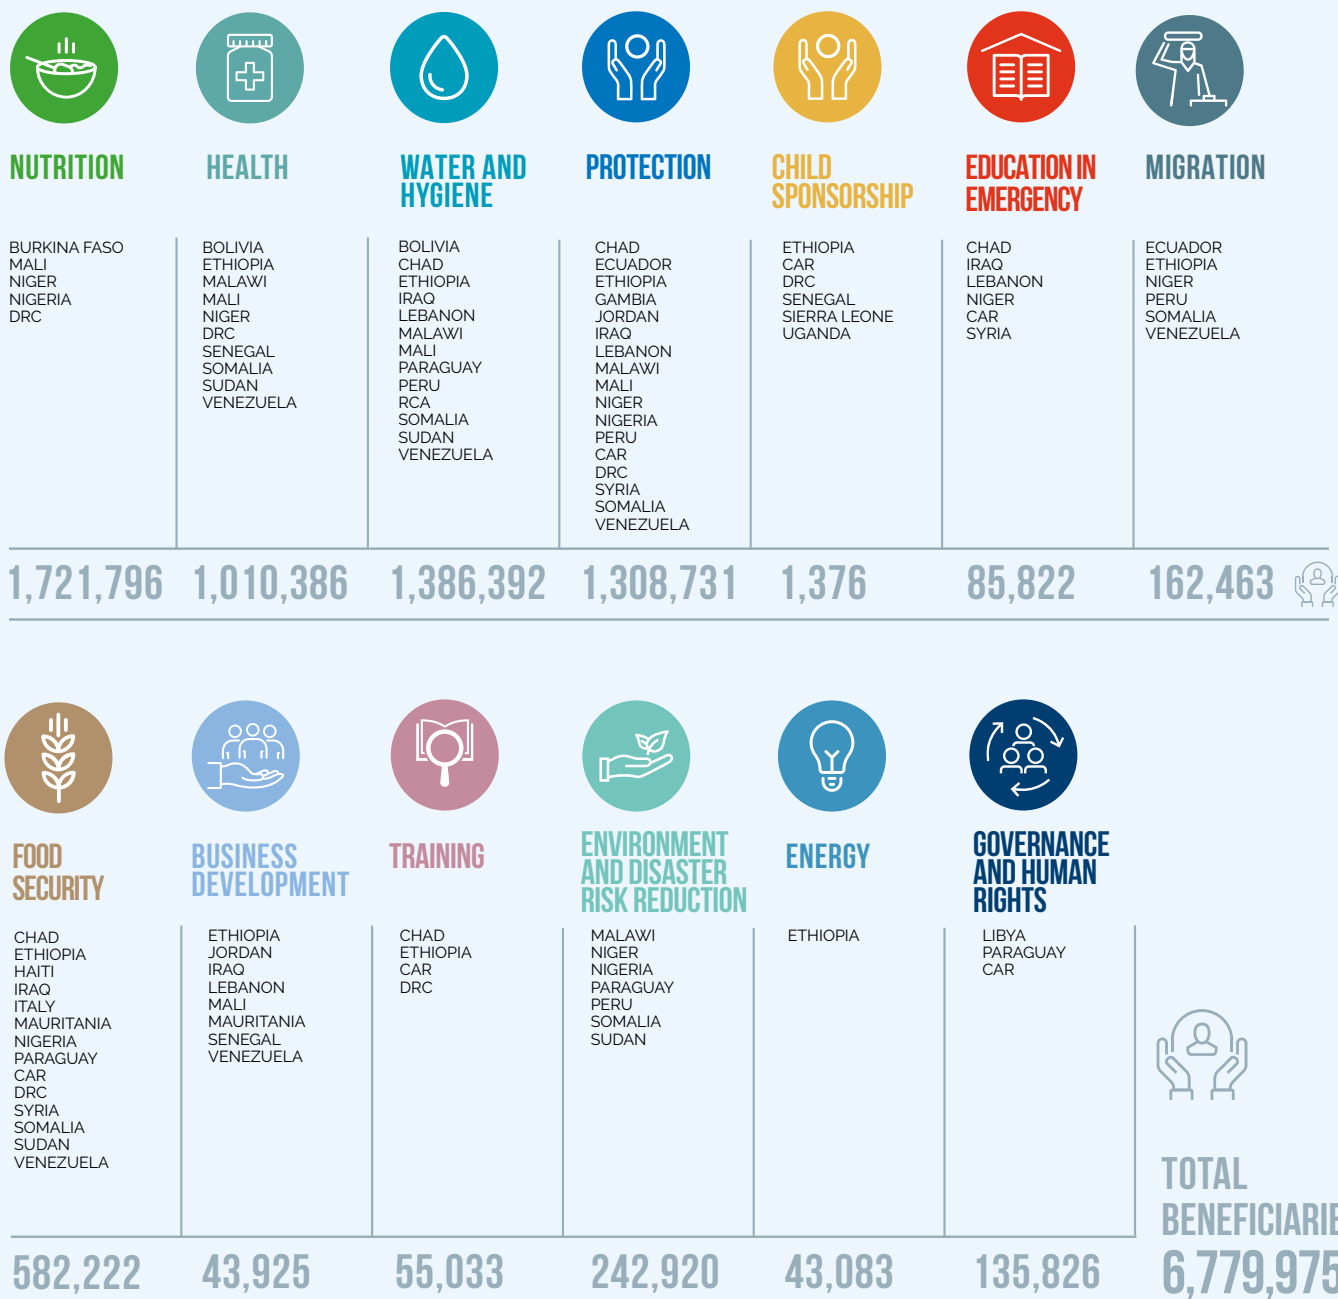 NUTRITION
BURKINA FASO
MALI
NIGER
NIGERIA
DRC
1,721,796
HEALTH
BOLIVIA
ETHIOPIA
MALAWI
MALI
NIGER
DRC
SENEGAL
SOMALIA
SUDAN
VENEZUELA
1,010,386
WATER AND
HYGIENE
BOLIVIA
CHAD
ETHIOPIA
IRAQ
LEBANON
MALAWI
MALI
PARAGUAY
PERU
RCA
SOMALIA
SUDAN
VENEZUELA
1,386,392
PROTECTION
CHAD
ECUADOR
ETHIOPIA
GAMBIA
JORDAN
IRAQ
LEBANON
MALAWI
MALI
NIGER
NIGERIA
PERU
CAR
DRC
SYRIA
SOMALIA
VENEZUELA
1,308,731
CHILD
SPONSORSHIP
ETHIOPIA
CAR
DRC
SENEGAL
SIERRA LEONE
UGANDA
1,376
EDUCATION IN
EMERGENCY
CHAD
IRAQ
LEBANON
NIGER
CAR
SYRIA
85,822
MIGRATION
ECUADOR
ETHIOPIA
NIGER
PERU
SOMALIA
VENEZUELA
162,463
FOOD
SECURITY
CHAD
ETHIOPIA
HAITI
IRAQ
ITALY
MAURITANIA
NIGERIA
PARAGUAY
CAR
DRC
SYRIA
SOMALIA
SUDAN
VENEZUELA
582,222
BUSINESS
DEVELOPMENT
ETHIOPIA
JORDAN
IRAQ
LEBANON
MALI
MAURITANIA
SENEGAL
VENEZUELA
43,925
TRAINING
CHAD
ETHIOPIA
CAR
DRC
55,033
ENVIRONMENT
AND DISASTER
RISK REDUCTION
MALAWI
NIGER
NIGERIA
PARAGUAY
PERU
SOMALIA
SUDAN
242,920
ENERGY
ETHIOPIA
43,083
GOVERNANCE
AND HUMAN
RIGHTS
LIBYA
PARAGUAY
CAR
135,826
TOTAL
BENEFICIARIE
6,779,975